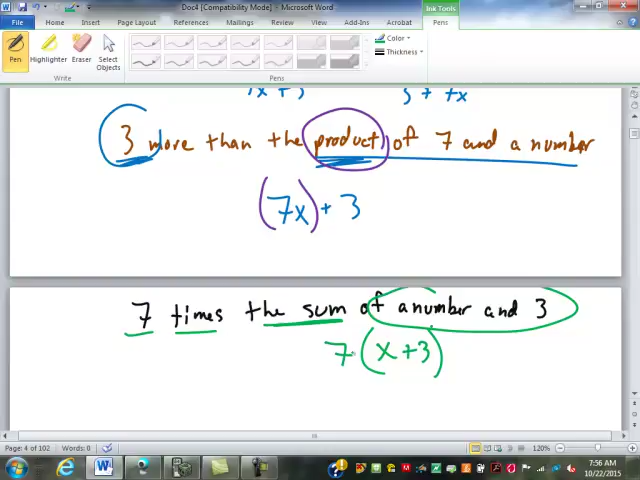 Doc4 [Compatibility Mode] - Microsoft Word
Ink Tools
File Home Insert Page Layout References Mailings Review View Add-Ins Acrobat Pens
Pen Highlighter Eraser Select Objects
Color
Thickness
Write
Pens
7x + 3 3 + 7x
3 more than the product of 7 and a number
(7x) + 3
7 times the sum of a number and 3
7·(x+3)
Page: 4 of 102 Words: 0 120%
7:56 AM
10/22/2015